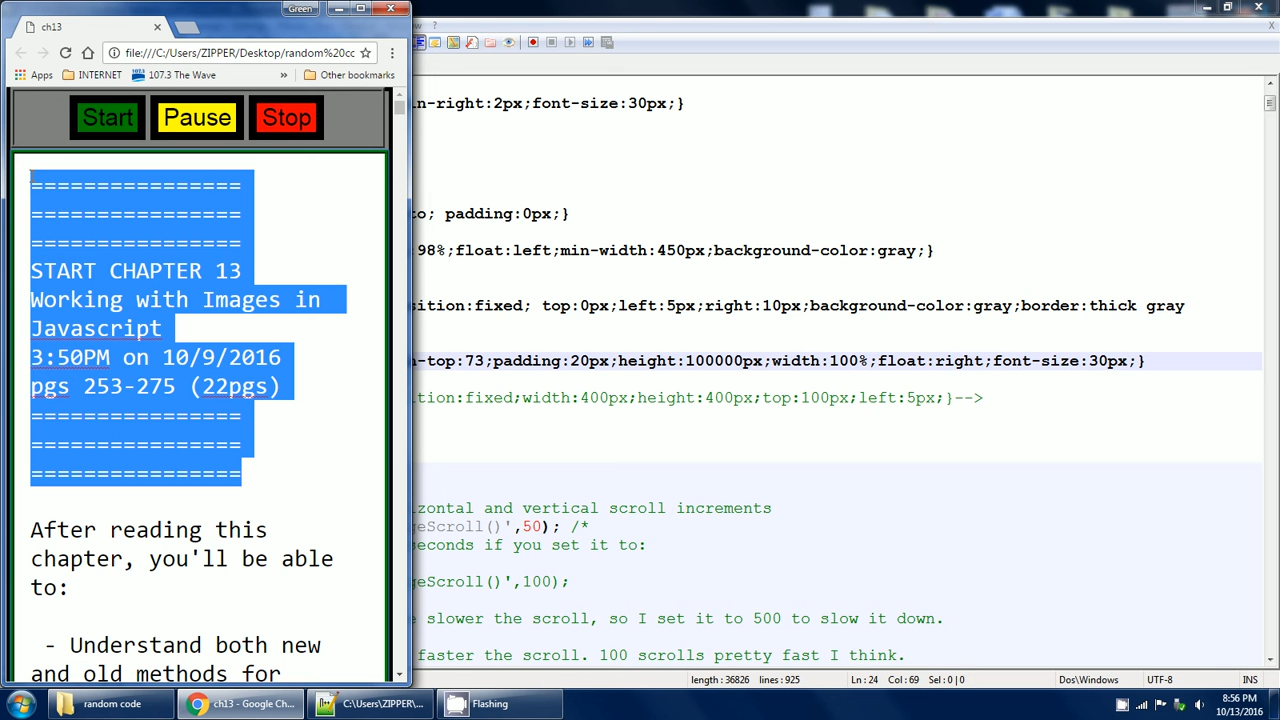 Green
ch13
file:///C:/Users/ZIPPER/Desktop/random%20cc
Apps INTERNET 107.3 The Wave » Other bookmarks
Start Pause Stop
================
================
================
START CHAPTER 13
Working with Images in
Javascript
3:50PM on 10/9/2016
pgs 253-275 (22pgs)
================
================
================
After reading this
chapter, you'll be able
to:
- Understand both new
and old methods for
?
X
n-right:2px;font-size:30px;}
to; padding:0px;}
98%;float:left;min-width:450px;background-color:gray;}
sition:fixed; top:0px;left:5px;right:10px;background-color:gray;border:thick gray
n-top:73;padding:20px;height:100000px;width:100%;float:right;font-size:30px;}
ition:fixed;width:400px;height:400px;top:100px;left:5px;}-->
izontal and vertical scroll increments
geScroll()',50); /*
seconds if you set it to:
geScroll()',100);
e slower the scroll, so I set it to 500 to slow it down.
faster the scroll. 100 scrolls pretty fast I think.
length : 36826 lines : 925 Col : 69 Sel : 0 | 0 Dos\Windows UTF-8 INS
random code ch13 - Google Ch... C:\Users\ZIPPER\... Flashing
8:56 PM
10/13/2016